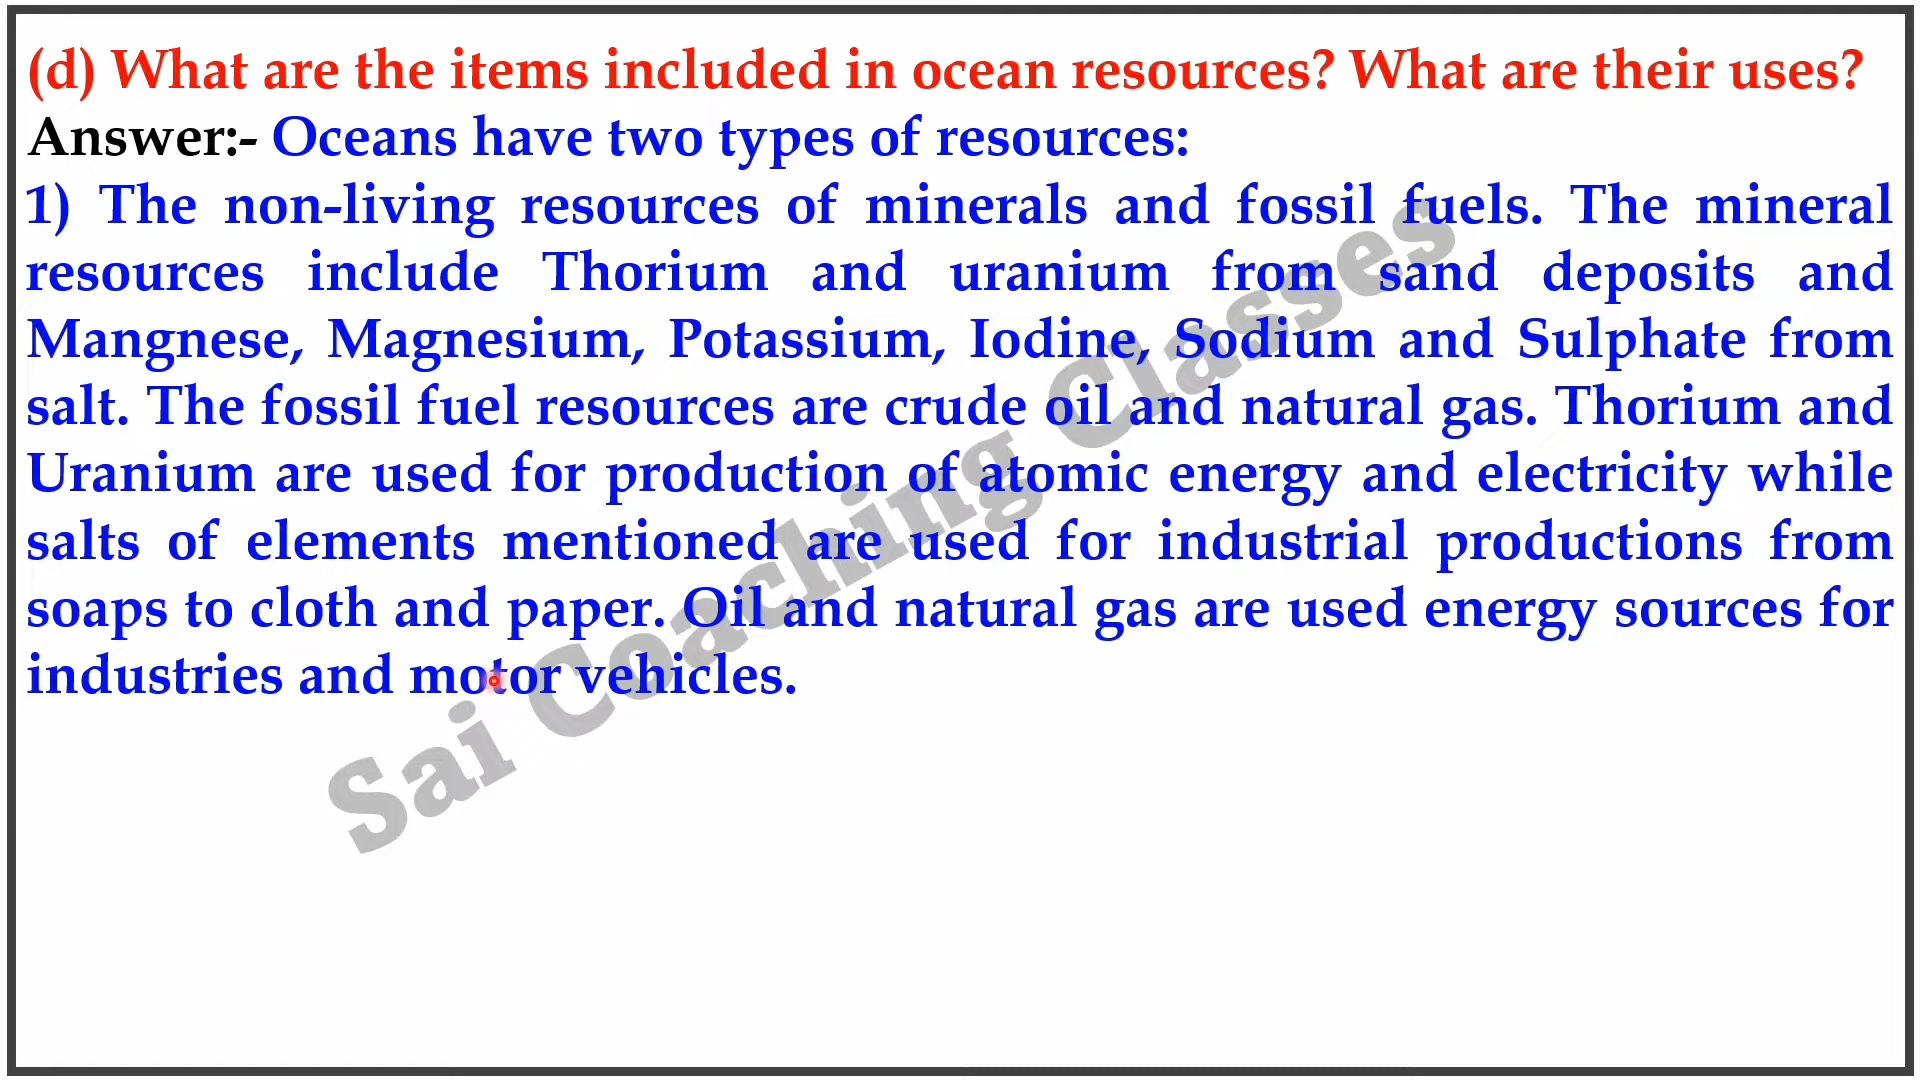 (d) What are the items included in ocean resources? What are their uses?
Answer:- Oceans have two types of resources:
1) The non-living resources of minerals and fossil fuels. The mineral
resources include Thorium and uranium from sand deposits and
Mangnese, Magnesium, Potassium, Iodine, Sodium and Sulphate from
salt. The fossil fuel resources are crude oil and natural gas. Thorium and
Uranium are used for production of atomic energy and electricity while
salts of elements mentioned are used for industrial productions from
soaps to cloth and paper. Oil and natural gas are used energy sources for
industries and motor vehicles.
Sai Coaching Classes